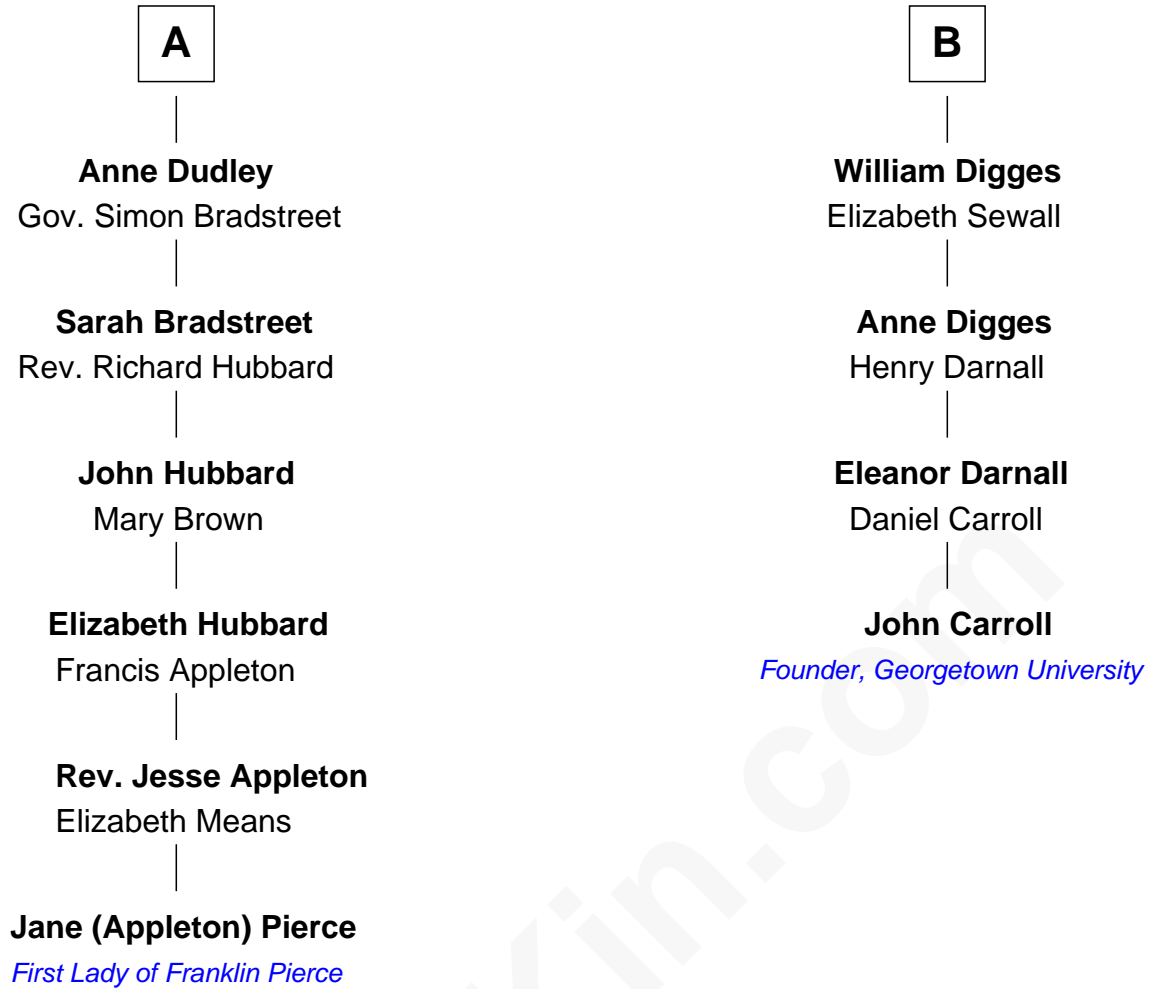 A
Anne Dudley
Gov. Simon Bradstreet
Sarah Bradstreet
Rev. Richard Hubbard
John Hubbard
Mary Brown
Elizabeth Hubbard
Francis Appleton
Rev. Jesse Appleton
Elizabeth Means
Jane (Appleton) Pierce
First Lady of Franklin Pierce
B
William Digges
Elizabeth Sewall
Anne Digges
Henry Darnall
Eleanor Darnall
Daniel Carroll
John Carroll
Founder, Georgetown University